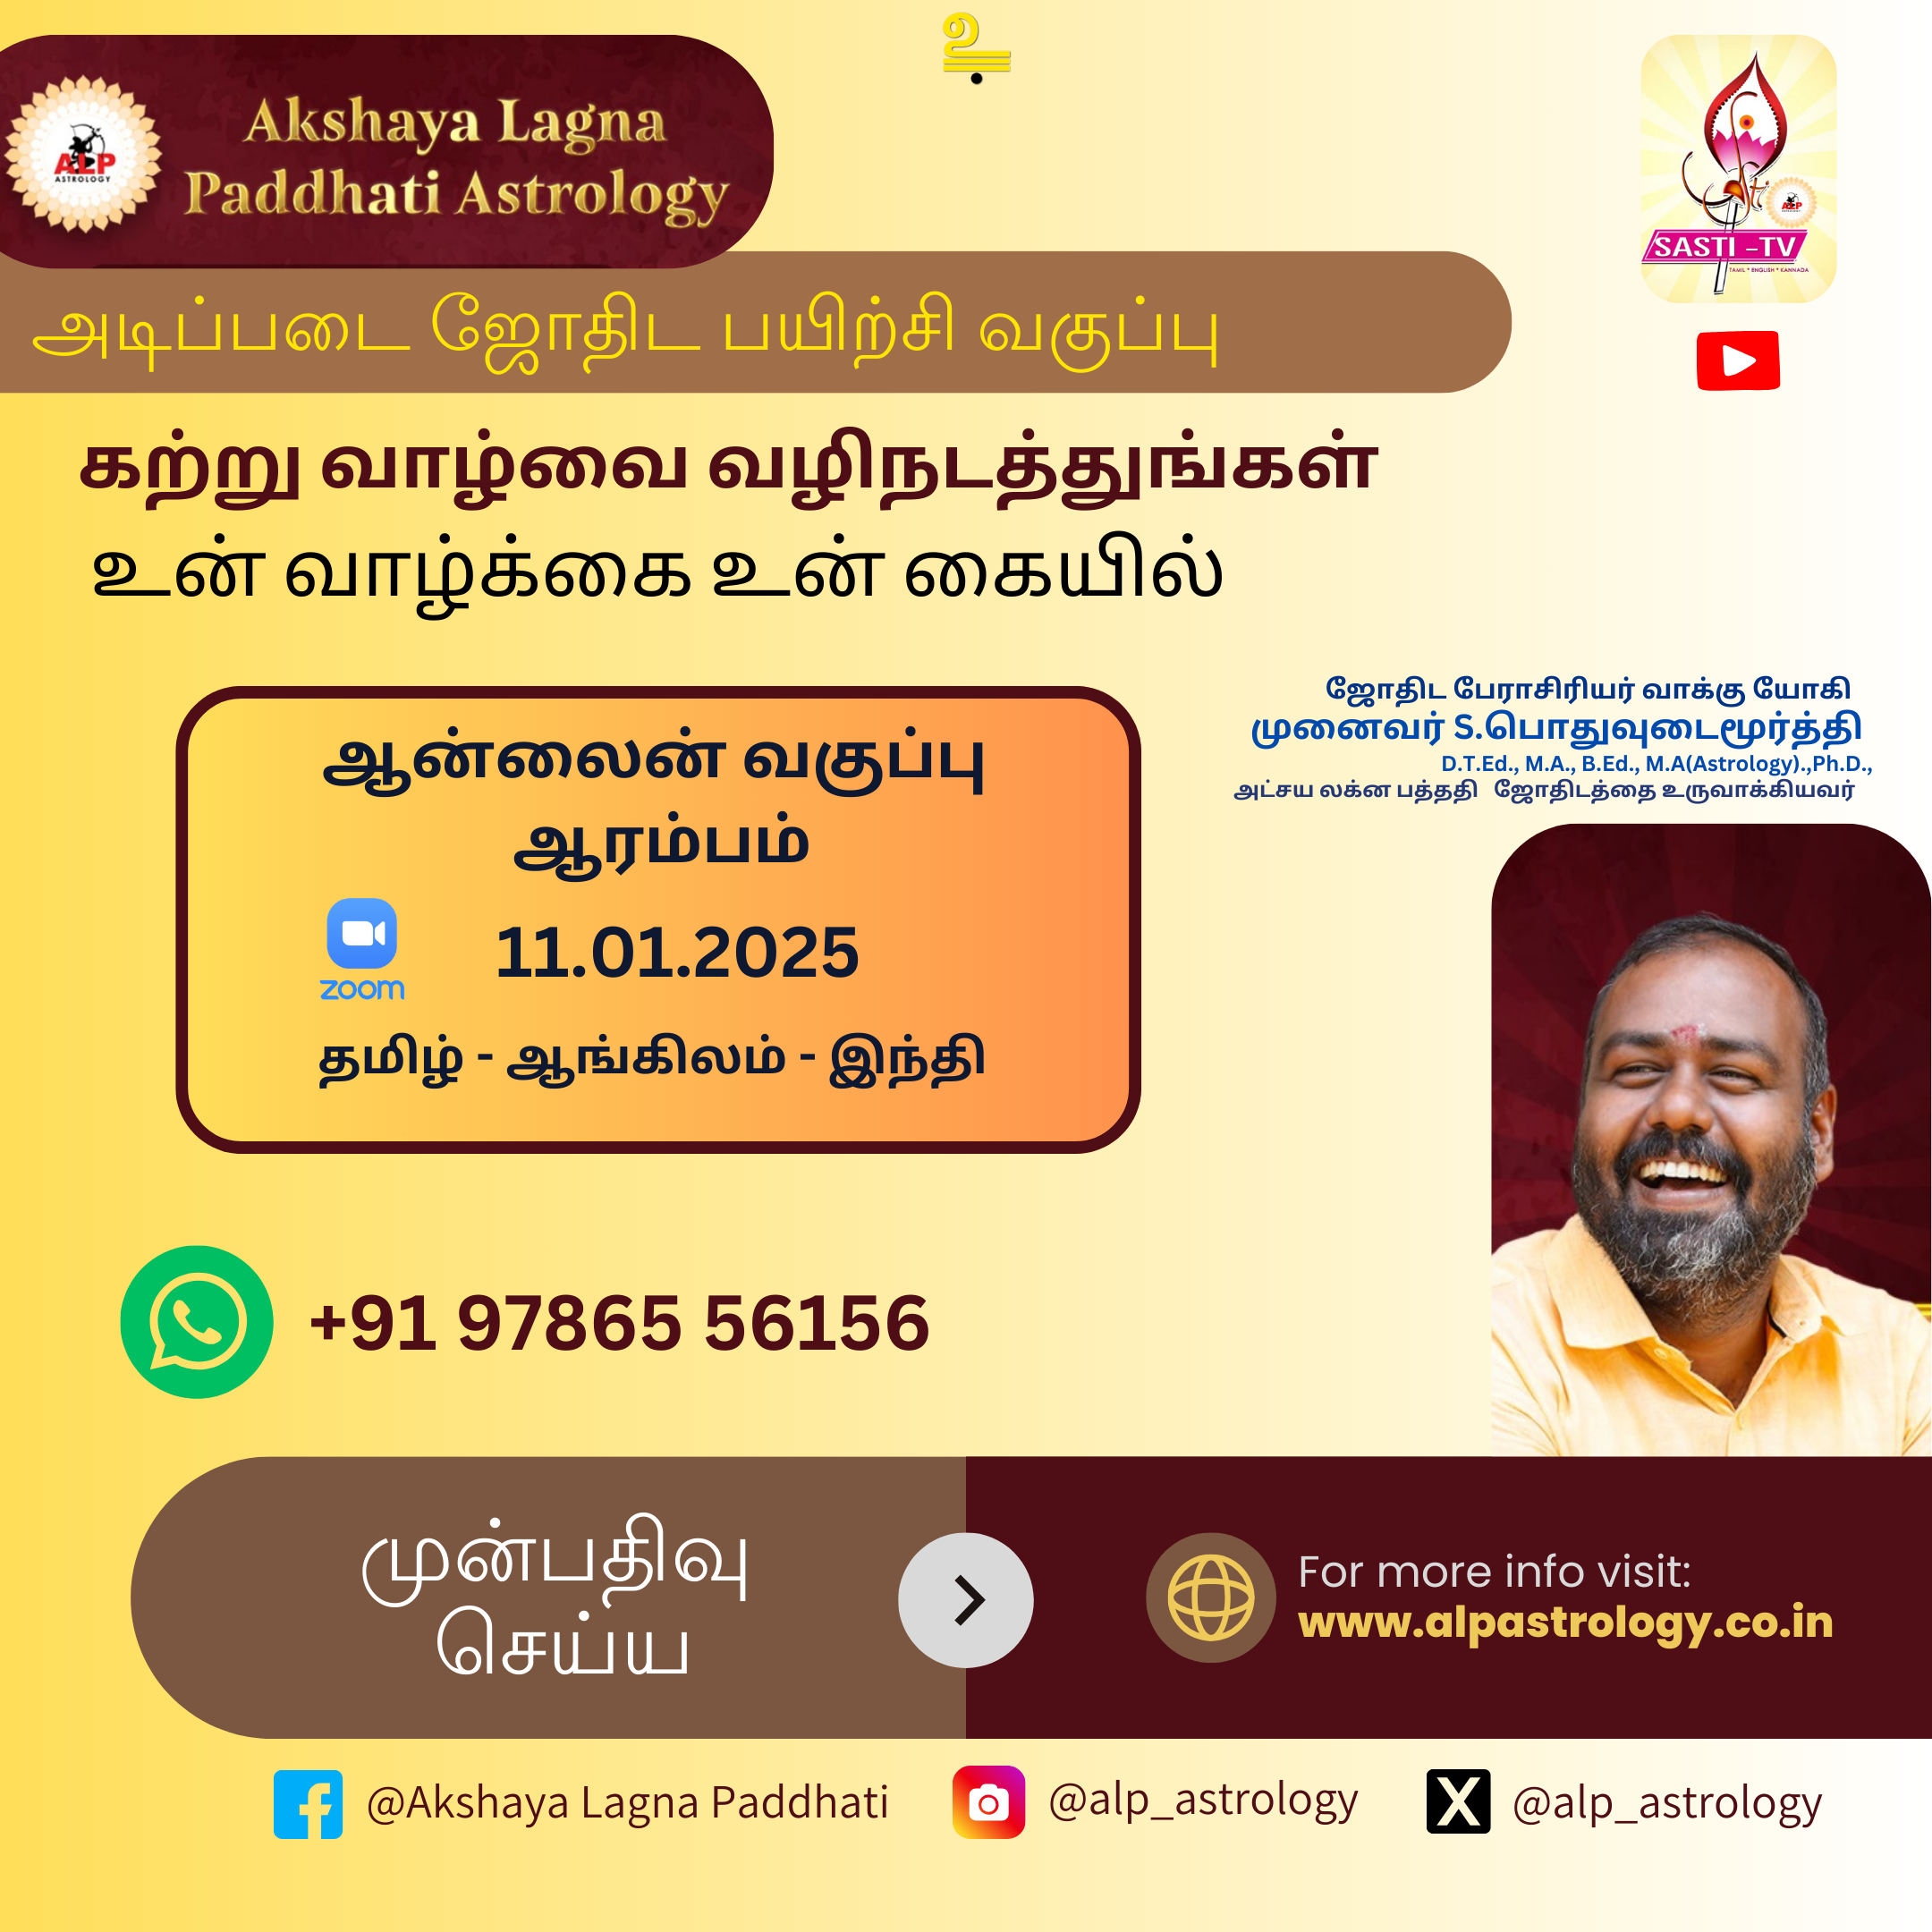 உ
Akshaya Lagna
Paddhati Astrology
ALP
ASTROLOGY
SASTI -TV
TAMIL * ENGLISH * KANNADA
ALP
அடிப்படை ஜோதிட பயிற்சி வகுப்பு
கற்று வாழ்வை வழிநடத்துங்கள்
உன் வாழ்க்கை உன் கையில்
ஜோதிட பேராசிரியர் வாக்கு யோகி
முனைவர் S.பொதுவுடைமூர்த்தி
D.T.Ed., M.A., B.Ed., M.A(Astrology).,Ph.D.,
அட்சய லக்ன பத்ததி ஜோதிடத்தை உருவாக்கியவர்
ஆன்லைன் வகுப்பு
ஆரம்பம்
11.01.2025
zoom
தமிழ் - ஆங்கிலம் - இந்தி
+91 97865 56156
முன்பதிவு
செய்ய
For more info visit:
www.alpastrology.co.in
@Akshaya Lagna Paddhati
@alp_astrology
@alp_astrology